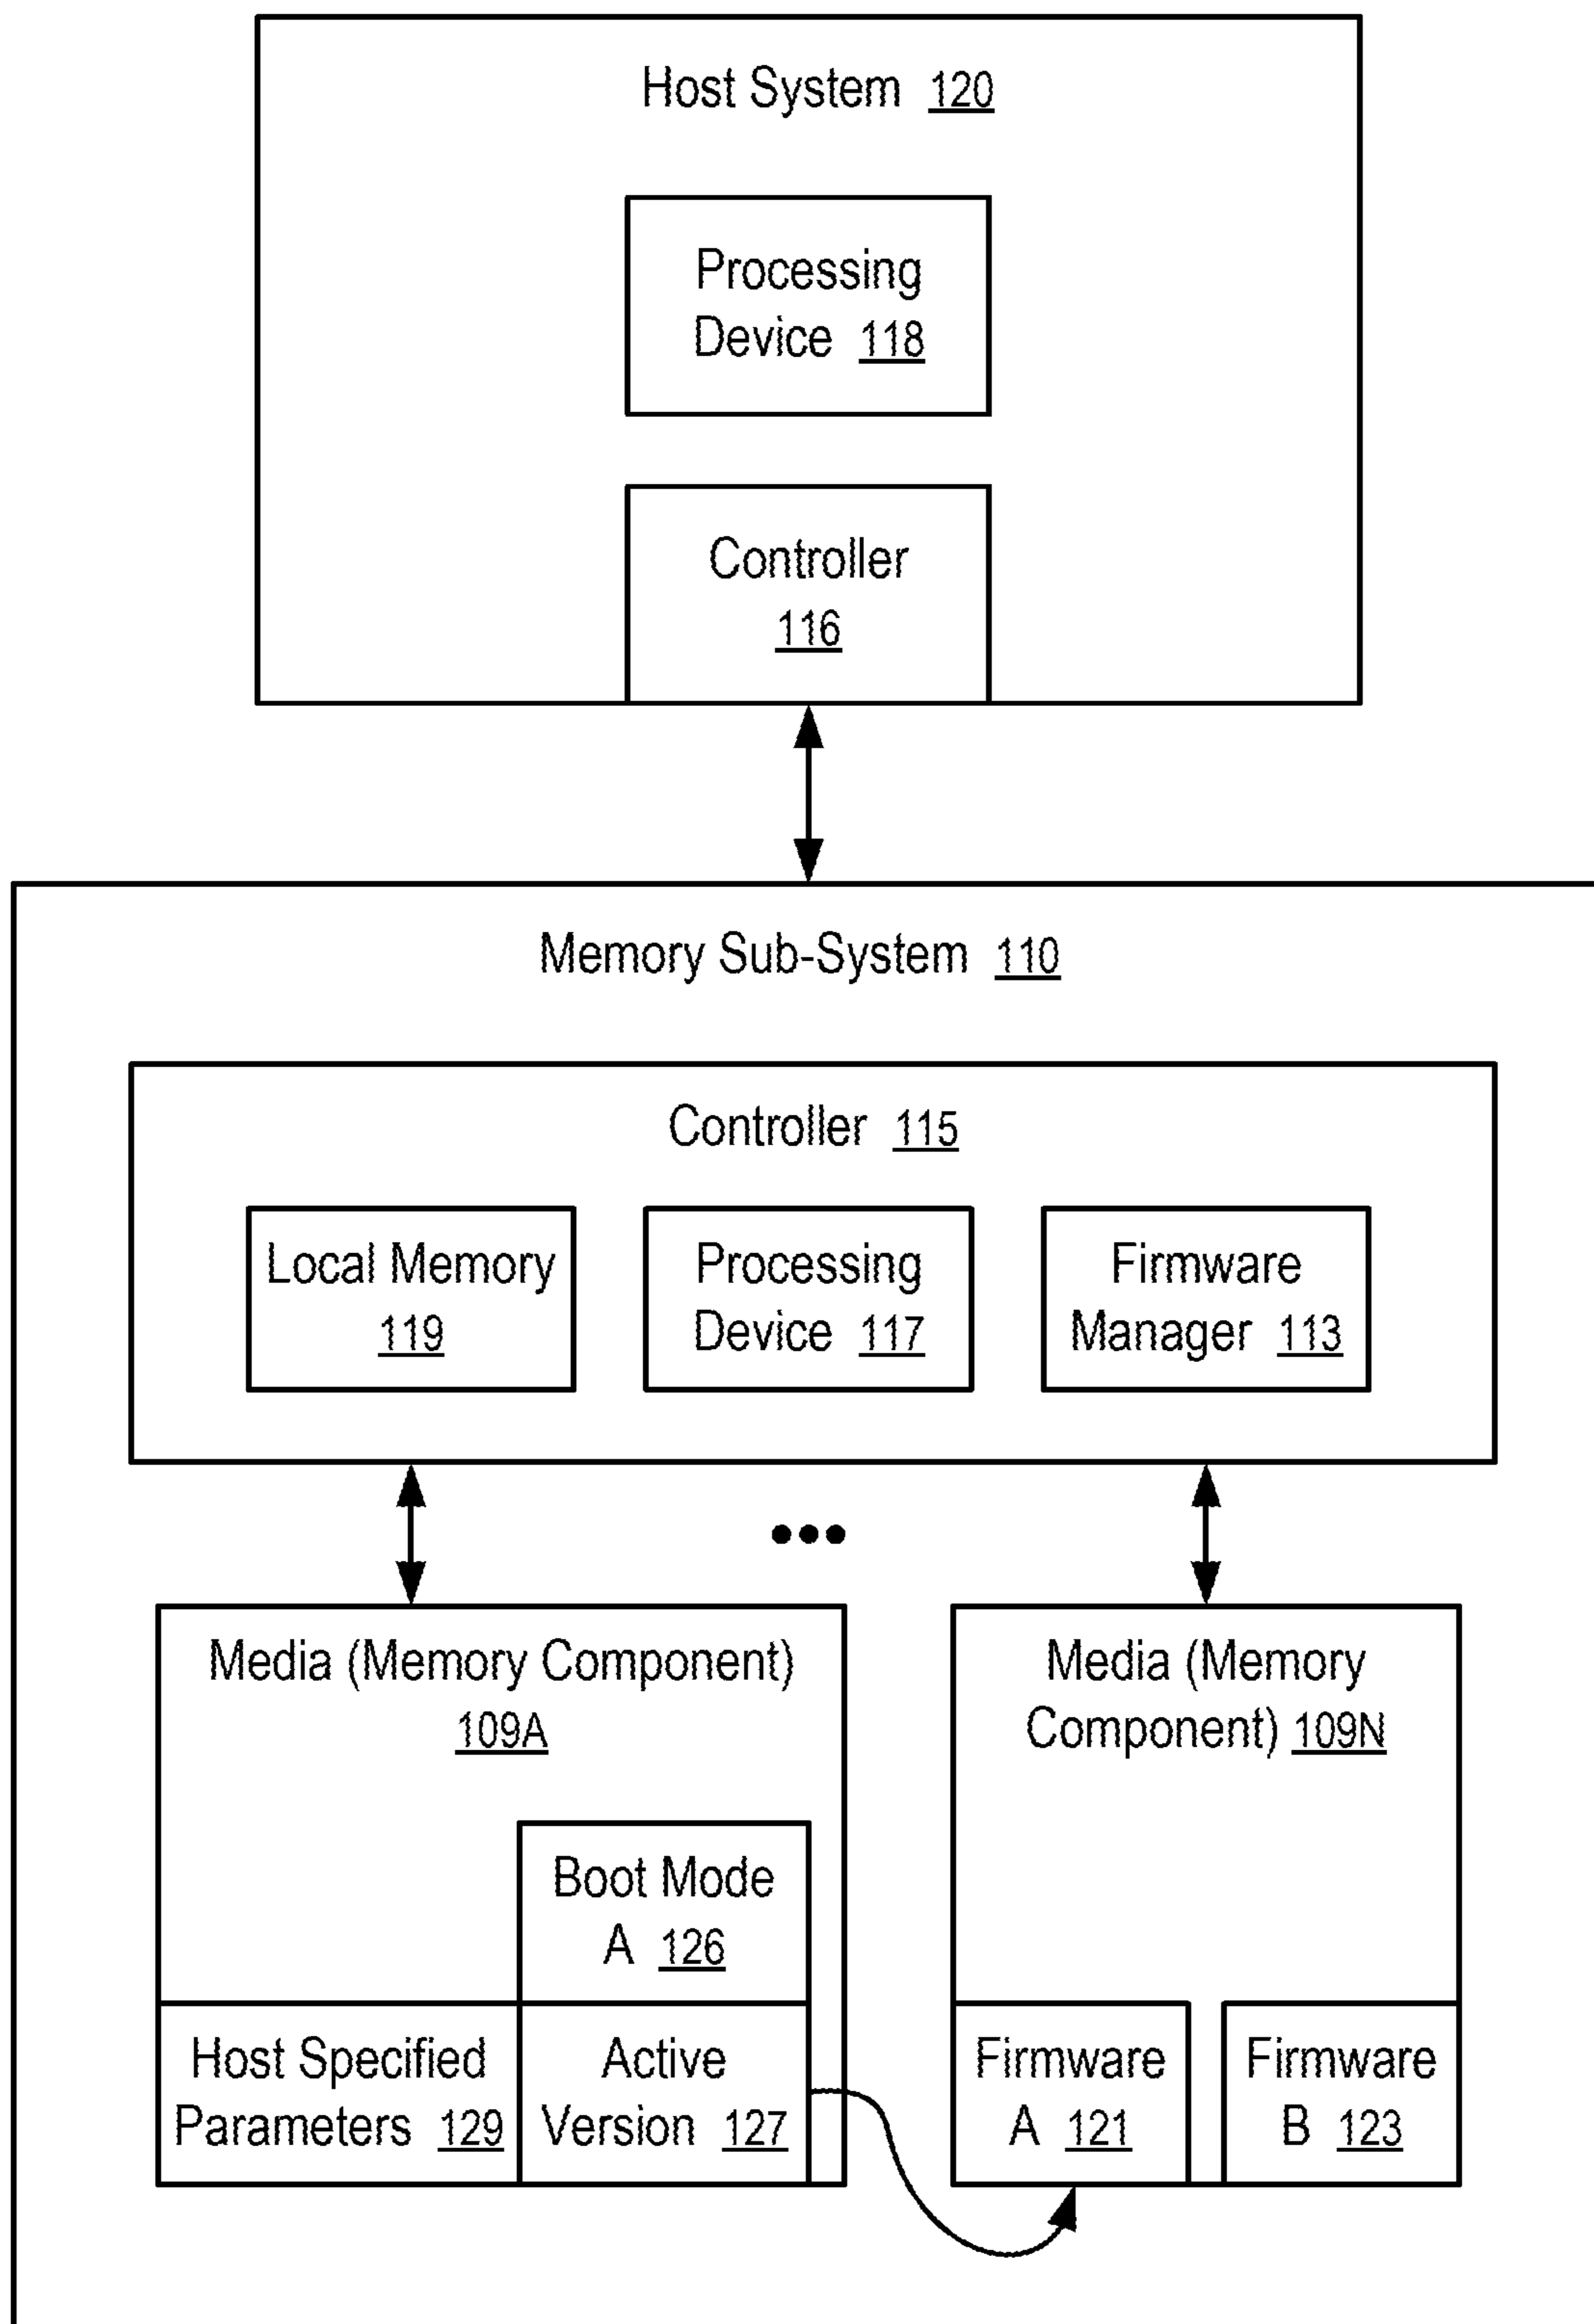 Host System 120
Processing
Device 118
Controller
116
Memory Sub-System 110
Controller 115
Local Memory
119
Processing
Device 117
Firmware
Manager 113
Media (Memory Component)
109A
Boot Mode
A 126
Host Specified
Parameters 129
Active
Version 127
Media (Memory
Component) 109N
Firmware
A 121
Firmware
B 123